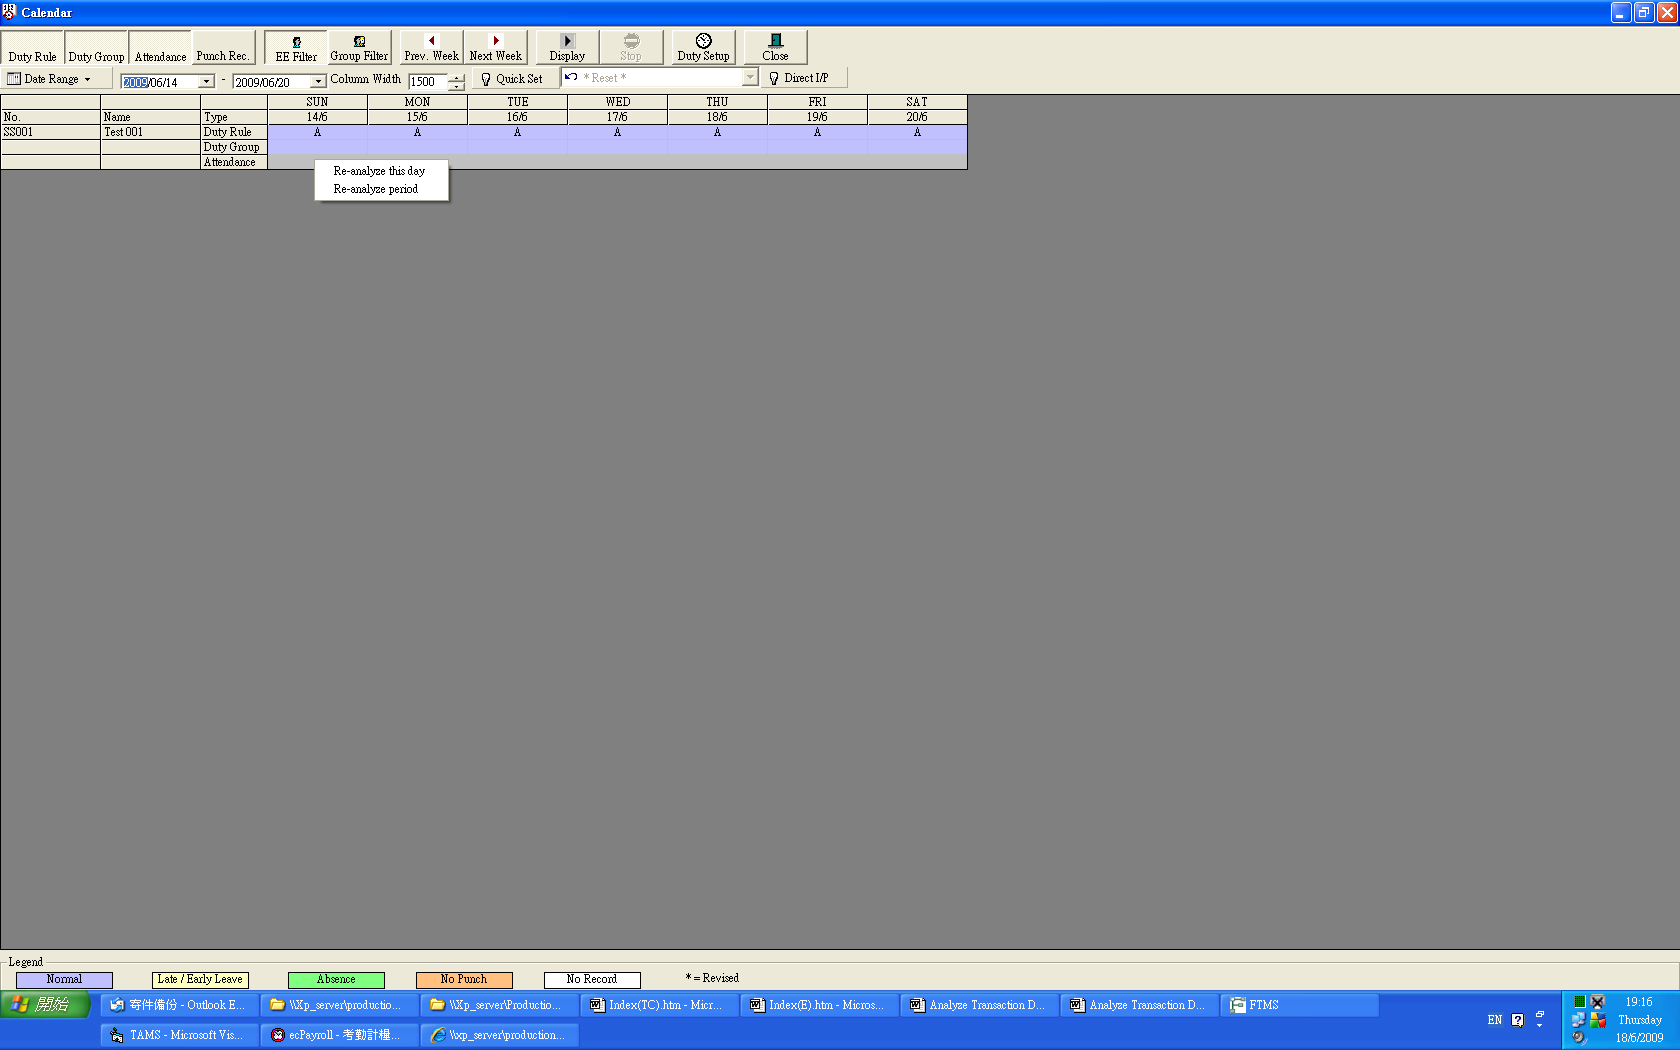 Calendar
Duty Rule Duty Group Attendance Punch Rec. EE Filter Group Filter Prev. Week Next Week Display Stop Duty Setup Close
Date Range 2009/06/14 - 2009/06/20 Column Width 1500 Quick Set * Reset * Direct I/P
SUN MON TUE WED THU FRI SAT
No. Name Type 14/6 15/6 16/6 17/6 18/6 19/6 20/6
SS001 Test 001 Duty Rule A A A A A A A
Duty Group
Attendance
Re-analyze this day
Re-analyze period
Legend
Normal Late / Early Leave Absence No Punch No Record * = Revised
開始 寄件備份 - Outlook E... \\Xp_server\productio... \\Xp_server\Productio... Index(TC).htm - Micr... Index(E).htm - Micros... Analyze Transaction D... Analyze Transaction D... FTMS 19:16
EN Thursday
TAMS - Microsoft Vis... ecPayroll - 考勤計糧... \\xp_server\production... 18/6/2009